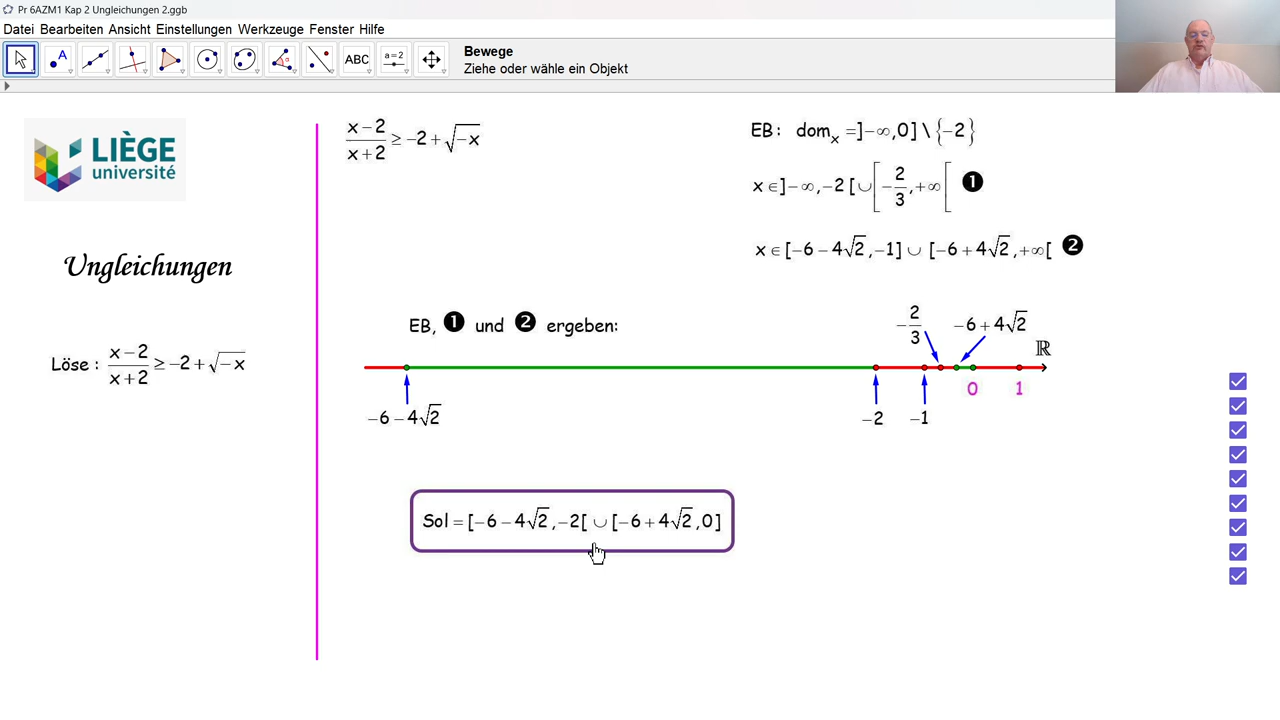 Pr 6AZM1 Kap 2 Ungleichungen 2.ggb
Datei Bearbeiten Ansicht Einstellungen Werkzeuge Fenster Hilfe
A
ABC
a=2
Bewege
Ziehe oder wähle ein Objekt
LIÈGE
université
Ungleichungen
Löse : (x−2)/(x+2) ≥ −2+√−x
(x−2)/(x+2) ≥ −2+√−x
EB: dom_x =]−∞,0] \ {−2}
x ∈]−∞,−2 [∪[−2/3,+∞[ ❶
x ∈ [−6−4√2,−1] ∪ [−6+4√2,+∞[ ❷
EB, ❶ und ❷ ergeben:
−2/3 −6+4√2
ℝ
0 1
−6−4√2 −2 −1
Sol = [−6−4√2,−2[ ∪ [−6+4√2,0]